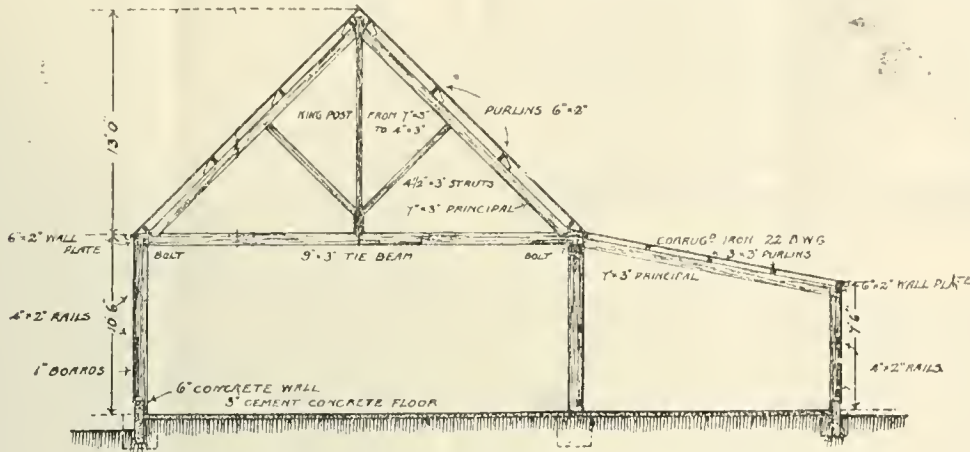 13'0"
KING POST
FROM 7"×3"
TO 4"×3"
PURLINS 6"×2"
4½"×3" STRUTS
7"×3" PRINCIPAL
6"×2" WALL
PLATE
BOLT
9"×3" TIE BEAM
BOLT
CORRUGD IRON 22 BWG
3"×3" PURLINS
7"×3" PRINCIPAL
6"×2" WALL PLATE
10'6"
7'6"
4"×2" RAILS
1" BOARDS
4"×2" RAILS
6" CONCRETE WALL
3" CEMENT CONCRETE FLOOR